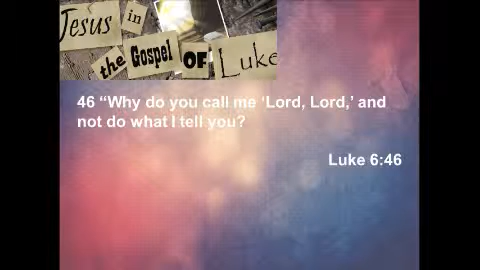 Jesus in
the Gospel OF Luke
46 “Why do you call me ‘Lord, Lord,’ and
not do what I tell you?
Luke 6:46